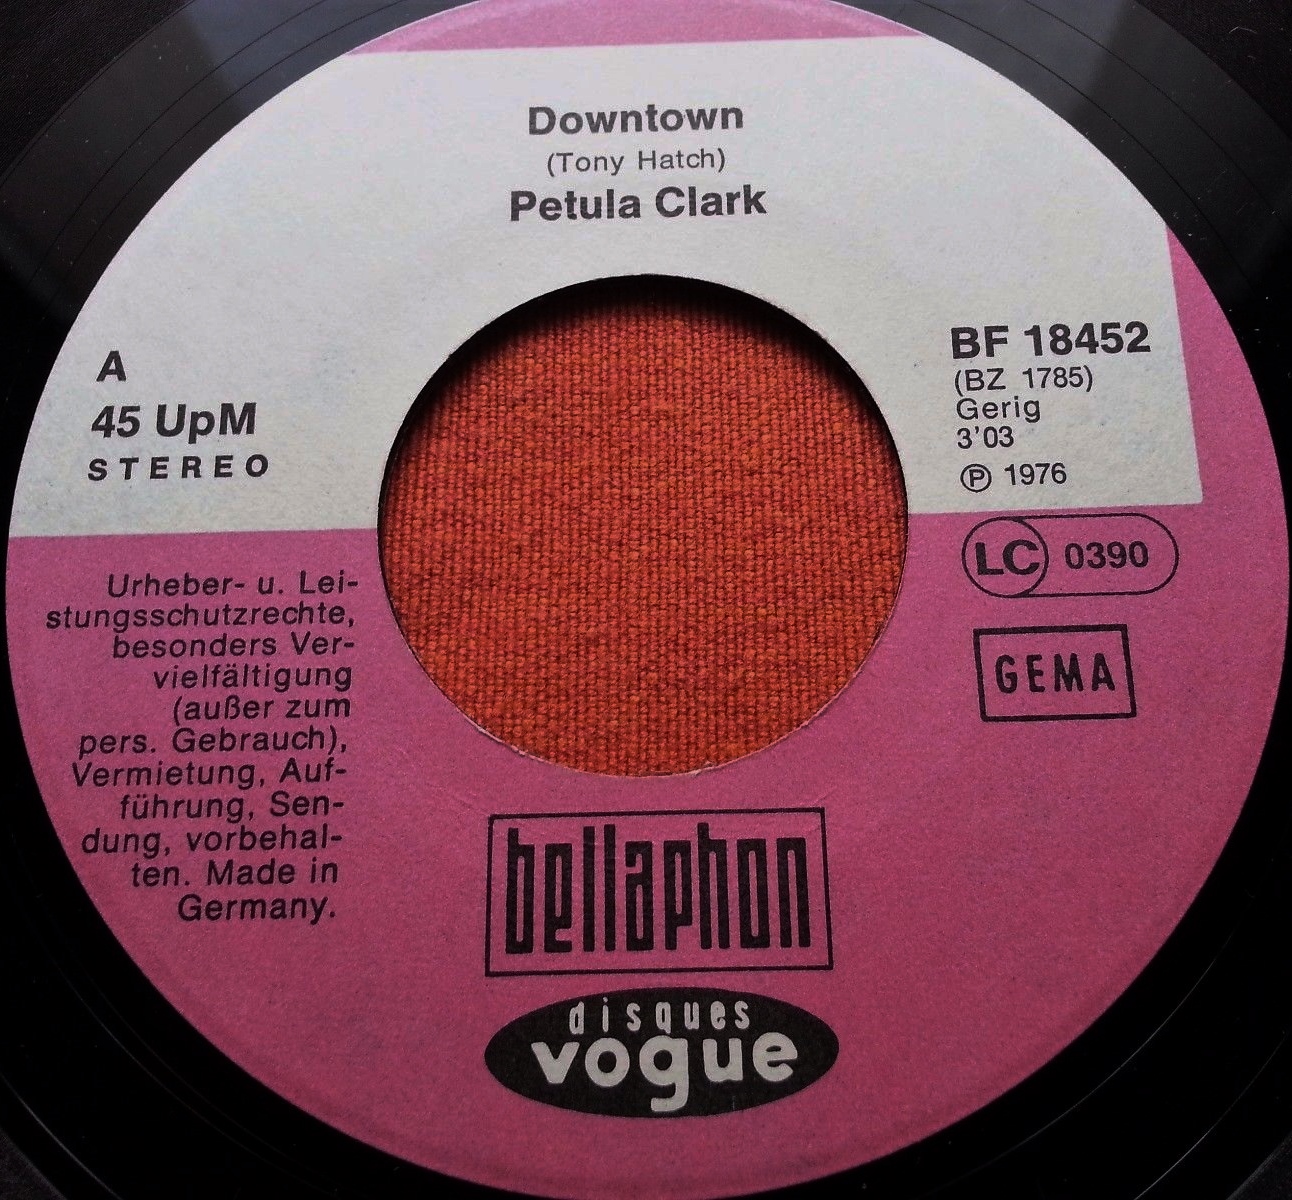 Downtown
(Tony Hatch)
Petula Clark
A
45 UpM
STEREO
BF 18452
(BZ 1785)
Gerig
3'03
Ⓟ 1976
LC 0390
GEMA
Urheber- u. Lei-
stungsschutzrechte,
besonders Ver-
vielfältigung
(außer zum
pers. Gebrauch),
Vermietung, Auf-
führung, Sen-
dung, vorbehal-
ten. Made in
Germany.
bellaphon
disques
vogue